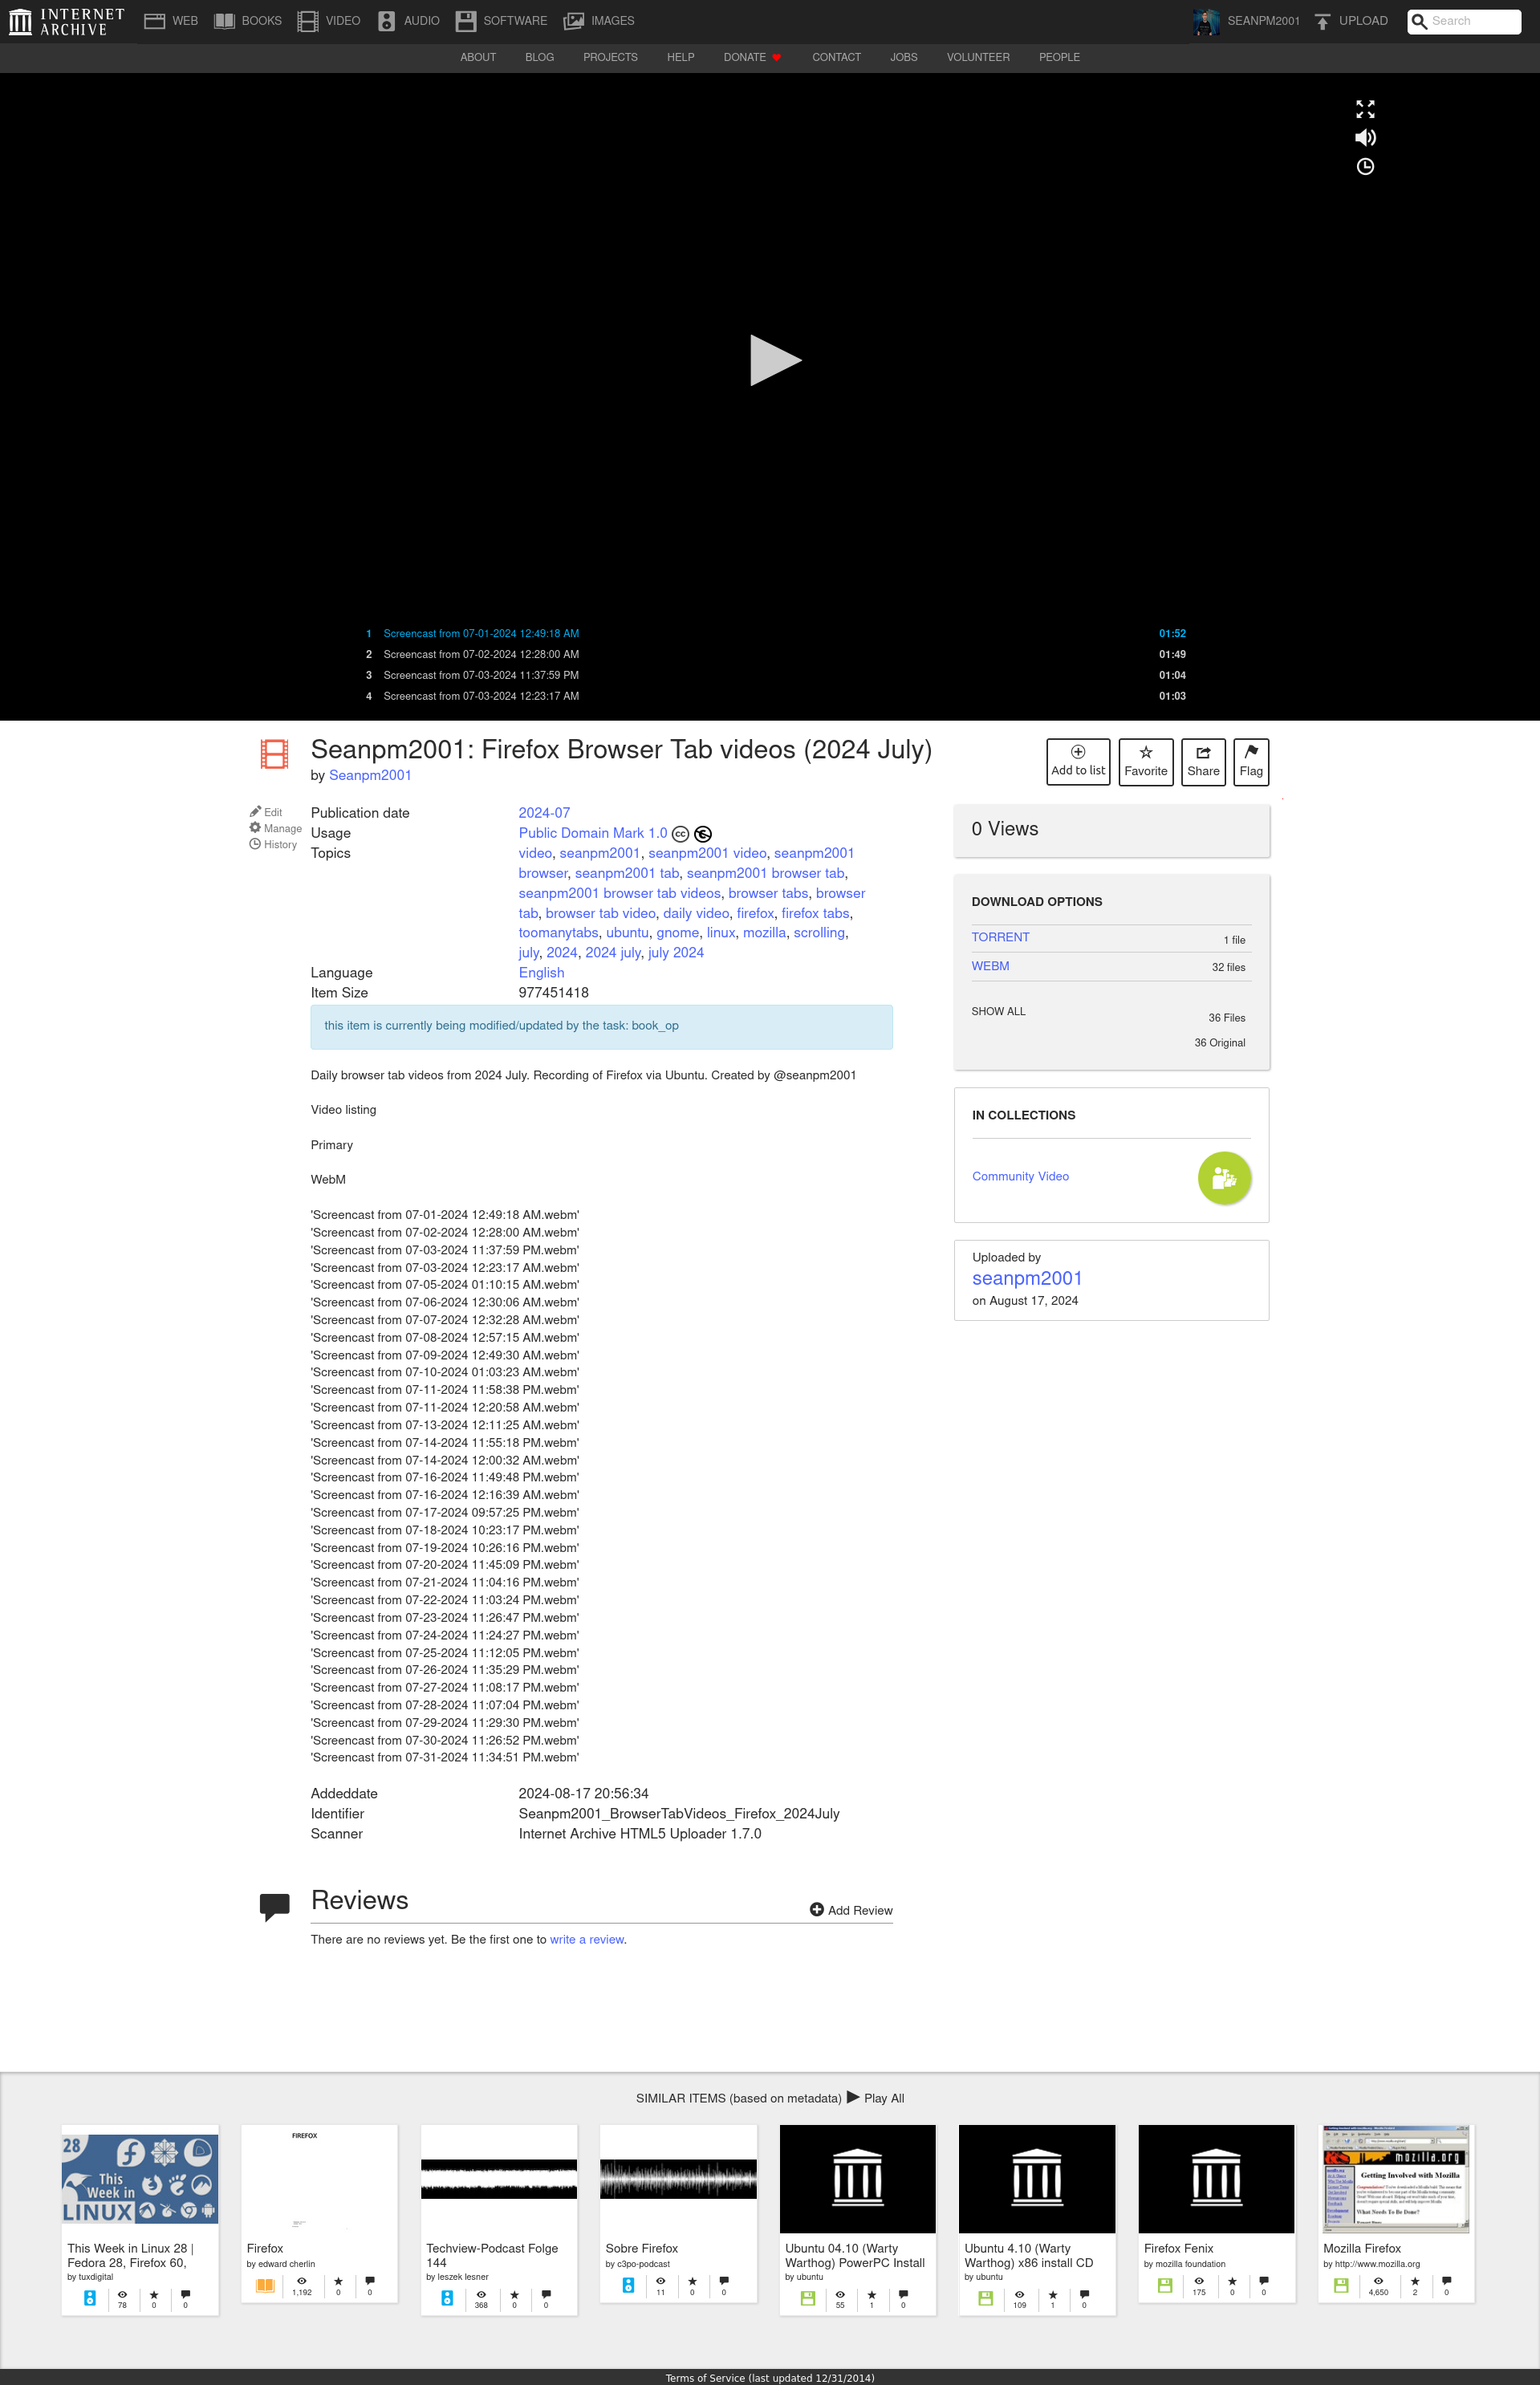 INTERNET ARCHIVE WEB BOOKS VIDEO AUDIO SOFTWARE IMAGES SEANPM2001 UPLOAD Search
ABOUT BLOG PROJECTS HELP DONATE CONTACT JOBS VOLUNTEER PEOPLE
1 Screencast from 07-01-2024 12:49:18 AM 01:52
2 Screencast from 07-02-2024 12:28:00 AM 01:49
3 Screencast from 07-03-2024 11:37:59 PM 01:04
4 Screencast from 07-03-2024 12:23:17 AM 01:03
Seanpm2001: Firefox Browser Tab videos (2024 July)
by Seanpm2001
Add to list Favorite Share Flag
Edit
Manage
History
Publication date 2024-07
Usage Public Domain Mark 1.0
Topics video, seanpm2001, seanpm2001 video, seanpm2001
browser, seanpm2001 tab, seanpm2001 browser tab,
seanpm2001 browser tab videos, browser tabs, browser
tab, browser tab video, daily video, firefox, firefox tabs,
toomanytabs, ubuntu, gnome, linux, mozilla, scrolling,
july, 2024, 2024 july, july 2024
Language English
Item Size 977451418
this item is currently being modified/updated by the task: book_op
Daily browser tab videos from 2024 July. Recording of Firefox via Ubuntu. Created by @seanpm2001
Video listing
Primary
WebM
'Screencast from 07-01-2024 12:49:18 AM.webm'
'Screencast from 07-02-2024 12:28:00 AM.webm'
'Screencast from 07-03-2024 11:37:59 PM.webm'
'Screencast from 07-03-2024 12:23:17 AM.webm'
'Screencast from 07-05-2024 01:10:15 AM.webm'
'Screencast from 07-06-2024 12:30:06 AM.webm'
'Screencast from 07-07-2024 12:32:28 AM.webm'
'Screencast from 07-08-2024 12:57:15 AM.webm'
'Screencast from 07-09-2024 12:49:30 AM.webm'
'Screencast from 07-10-2024 01:03:23 AM.webm'
'Screencast from 07-11-2024 11:58:38 PM.webm'
'Screencast from 07-11-2024 12:20:58 AM.webm'
'Screencast from 07-13-2024 12:11:25 AM.webm'
'Screencast from 07-14-2024 11:55:18 PM.webm'
'Screencast from 07-14-2024 12:00:32 AM.webm'
'Screencast from 07-16-2024 11:49:48 PM.webm'
'Screencast from 07-16-2024 12:16:39 AM.webm'
'Screencast from 07-17-2024 09:57:25 PM.webm'
'Screencast from 07-18-2024 10:23:17 PM.webm'
'Screencast from 07-19-2024 10:26:16 PM.webm'
'Screencast from 07-20-2024 11:45:09 PM.webm'
'Screencast from 07-21-2024 11:04:16 PM.webm'
'Screencast from 07-22-2024 11:03:24 PM.webm'
'Screencast from 07-23-2024 11:26:47 PM.webm'
'Screencast from 07-24-2024 11:24:27 PM.webm'
'Screencast from 07-25-2024 11:12:05 PM.webm'
'Screencast from 07-26-2024 11:35:29 PM.webm'
'Screencast from 07-27-2024 11:08:17 PM.webm'
'Screencast from 07-28-2024 11:07:04 PM.webm'
'Screencast from 07-29-2024 11:29:30 PM.webm'
'Screencast from 07-30-2024 11:26:52 PM.webm'
'Screencast from 07-31-2024 11:34:51 PM.webm'
Addeddate 2024-08-17 20:56:34
Identifier Seanpm2001_BrowserTabVideos_Firefox_2024July
Scanner Internet Archive HTML5 Uploader 1.7.0
0 Views
DOWNLOAD OPTIONS
TORRENT 1 file
WEBM 32 files
SHOW ALL 36 Files
36 Original
IN COLLECTIONS
Community Video
Uploaded by
seanpm2001
on August 17, 2024
Reviews Add Review
There are no reviews yet. Be the first one to write a review.
SIMILAR ITEMS (based on metadata) Play All
28
This
Week in
LINUX
This Week in Linux 28 |
Fedora 28, Firefox 60,
by tuxdigital
78 0 0
FIREFOX
Firefox
by edward cherlin
1,192 0 0
Techview-Podcast Folge
144
by leszek lesner
368 0 0
Sobre Firefox
by c3po-podcast
11 0 0
Ubuntu 04.10 (Warty
Warthog) PowerPC Install
by ubuntu
55 1 0
Ubuntu 4.10 (Warty
Warthog) x86 install CD
by ubuntu
109 1 0
Firefox Fenix
by mozilla foundation
175 0 0
mozilla.org
Getting Involved with Mozilla
What Needs To Be Done?
Mozilla Firefox
by http://www.mozilla.org
4,650 2 0
Terms of Service (last updated 12/31/2014)